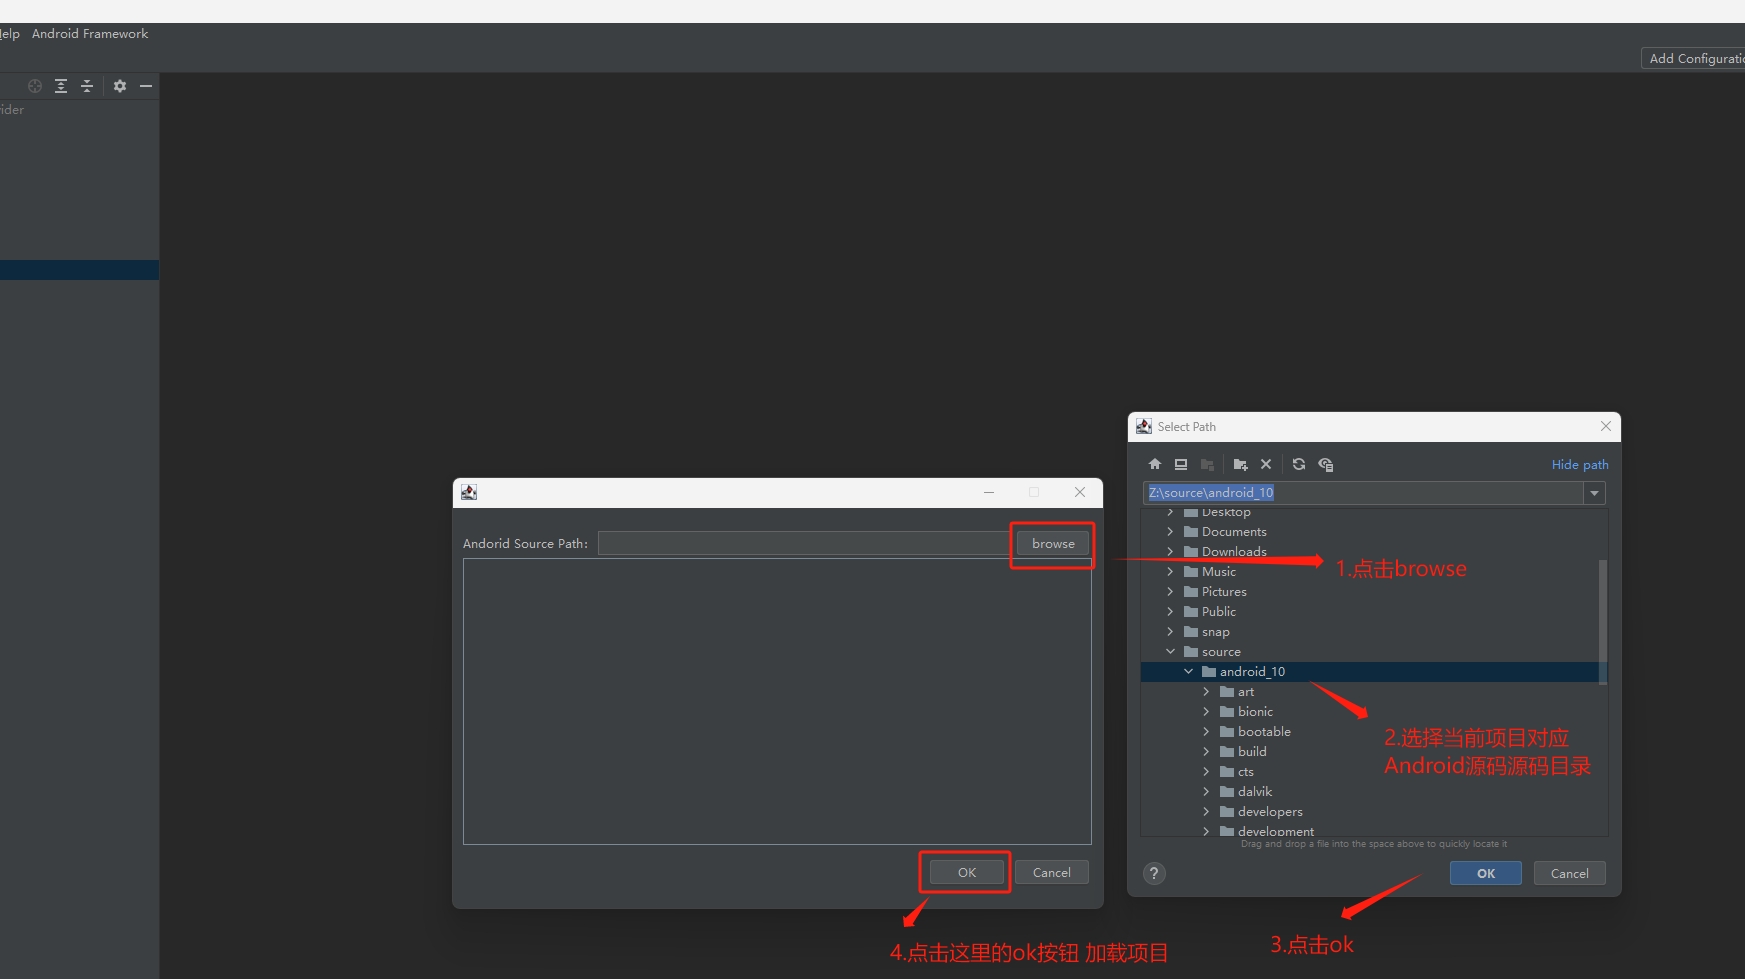 Help Android Framework
Add Configuratio
ider
Select Path
Hide path
Z:\source\android_10
Desktop
Documents
Downloads
Music
Pictures
Public
snap
source
android_10
art
bionic
bootable
build
cts
dalvik
developers
development
Drag and drop a file into the space above to quickly locate it
?
OK
Cancel
Andorid Source Path:
browse
OK
Cancel
1.点击browse
2.选择当前项目对应
Android源码源码目录
3.点击ok
4.点击这里的ok按钮 加载项目